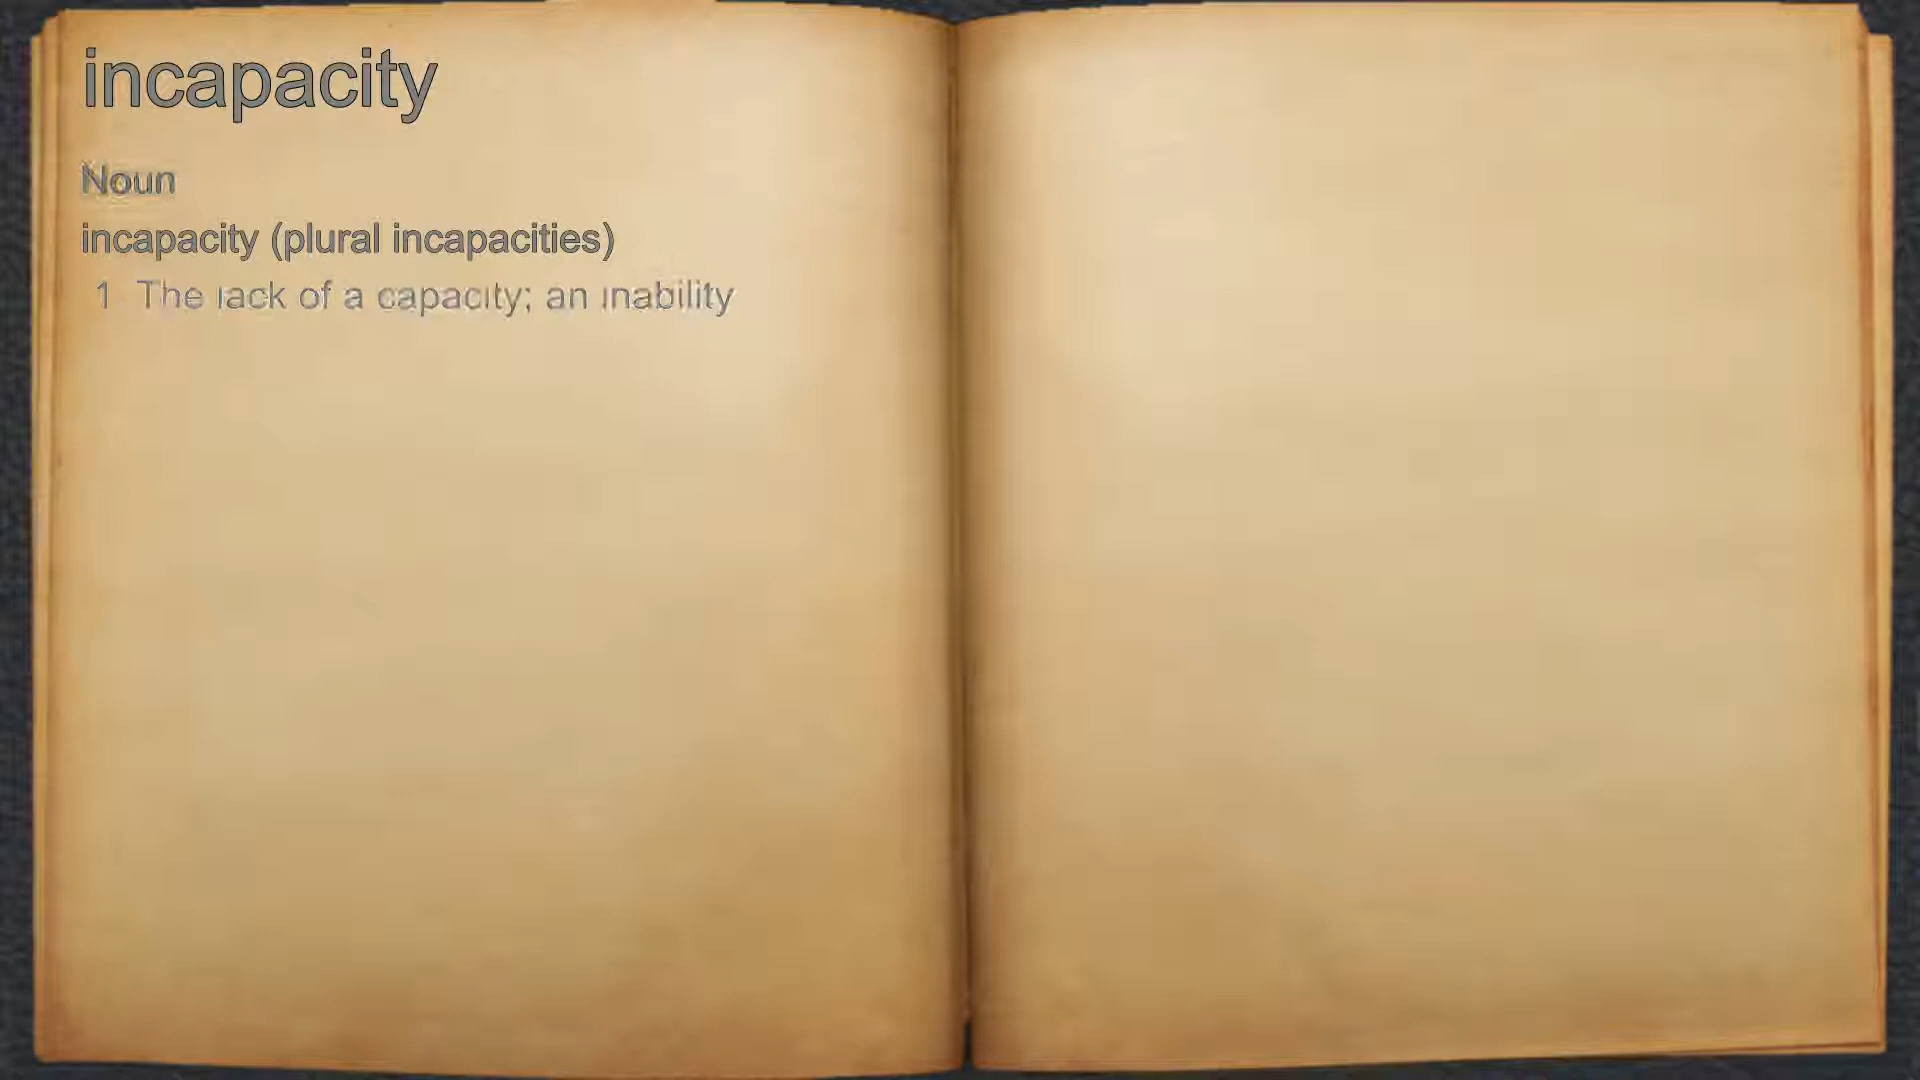 incapacity
Noun
incapacity (plural incapacities)
1 The lack of a capacity; an inability